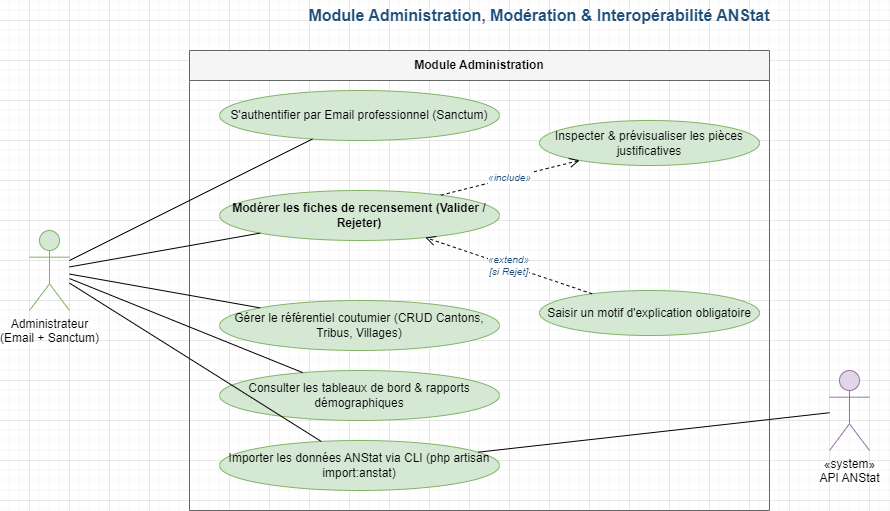 Module Administration, Modération & Interopérabilité ANStat
Module Administration
S'authentifier par Email professionnel (Sanctum)
Inspecter & prévisualiser les pièces
justificatives
«include»
Modérer les fiches de recensement (Valider /
Rejeter)
«extend»
[si Rejet]
Administrateur
(Email + Sanctum)
Gérer le référentiel coutumier (CRUD Cantons,
Tribus, Villages)
Saisir un motif d'explication obligatoire
Consulter les tableaux de bord & rapports
démographiques
Importer les données ANStat via CLI (php artisan
import:anstat)
«system»
API ANStat